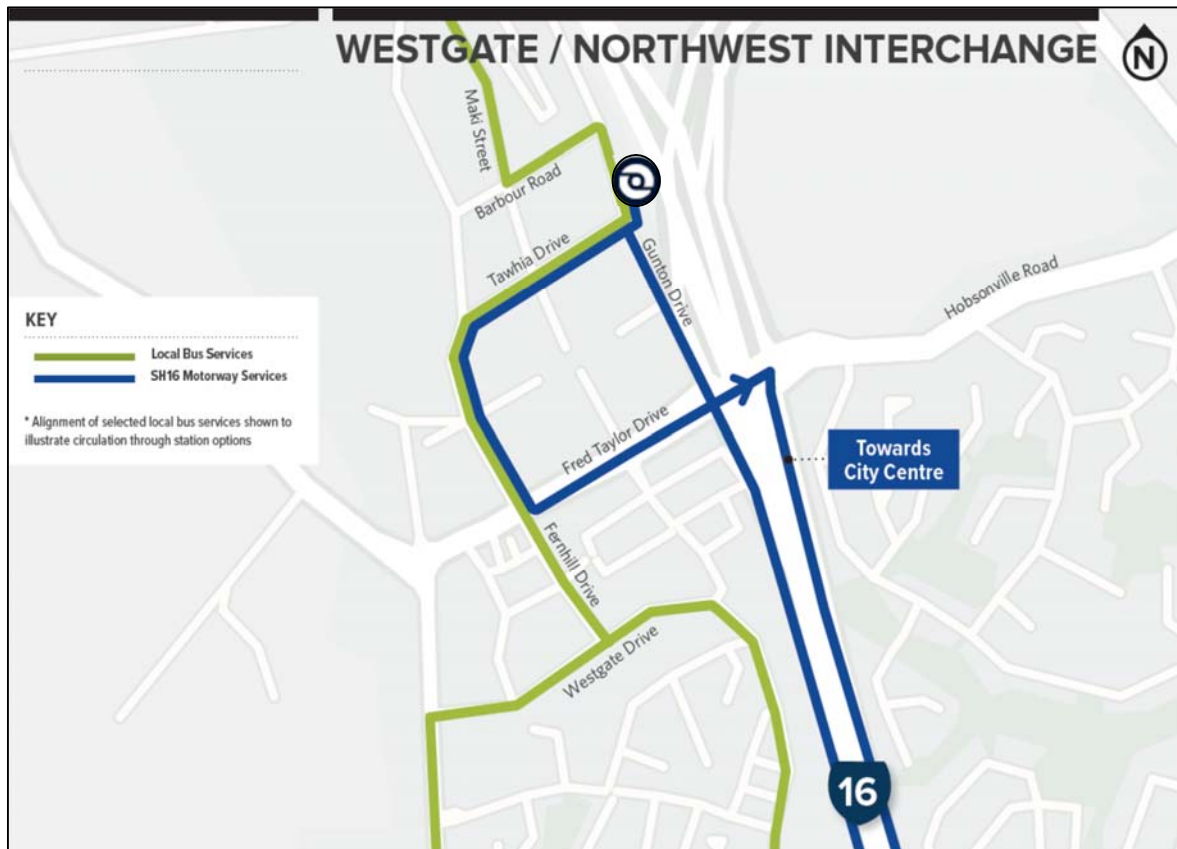 WESTGATE / NORTHWEST INTERCHANGE
N
Maki Street
Barbour Road
Tawhia Drive
Gunton Drive
Hobsonville Road
KEY
Local Bus Services
SH16 Motorway Services
* Alignment of selected local bus services shown to
illustrate circulation through station options
Fred Taylor Drive
Towards
City Centre
Fernhill Drive
Westgate Drive
16